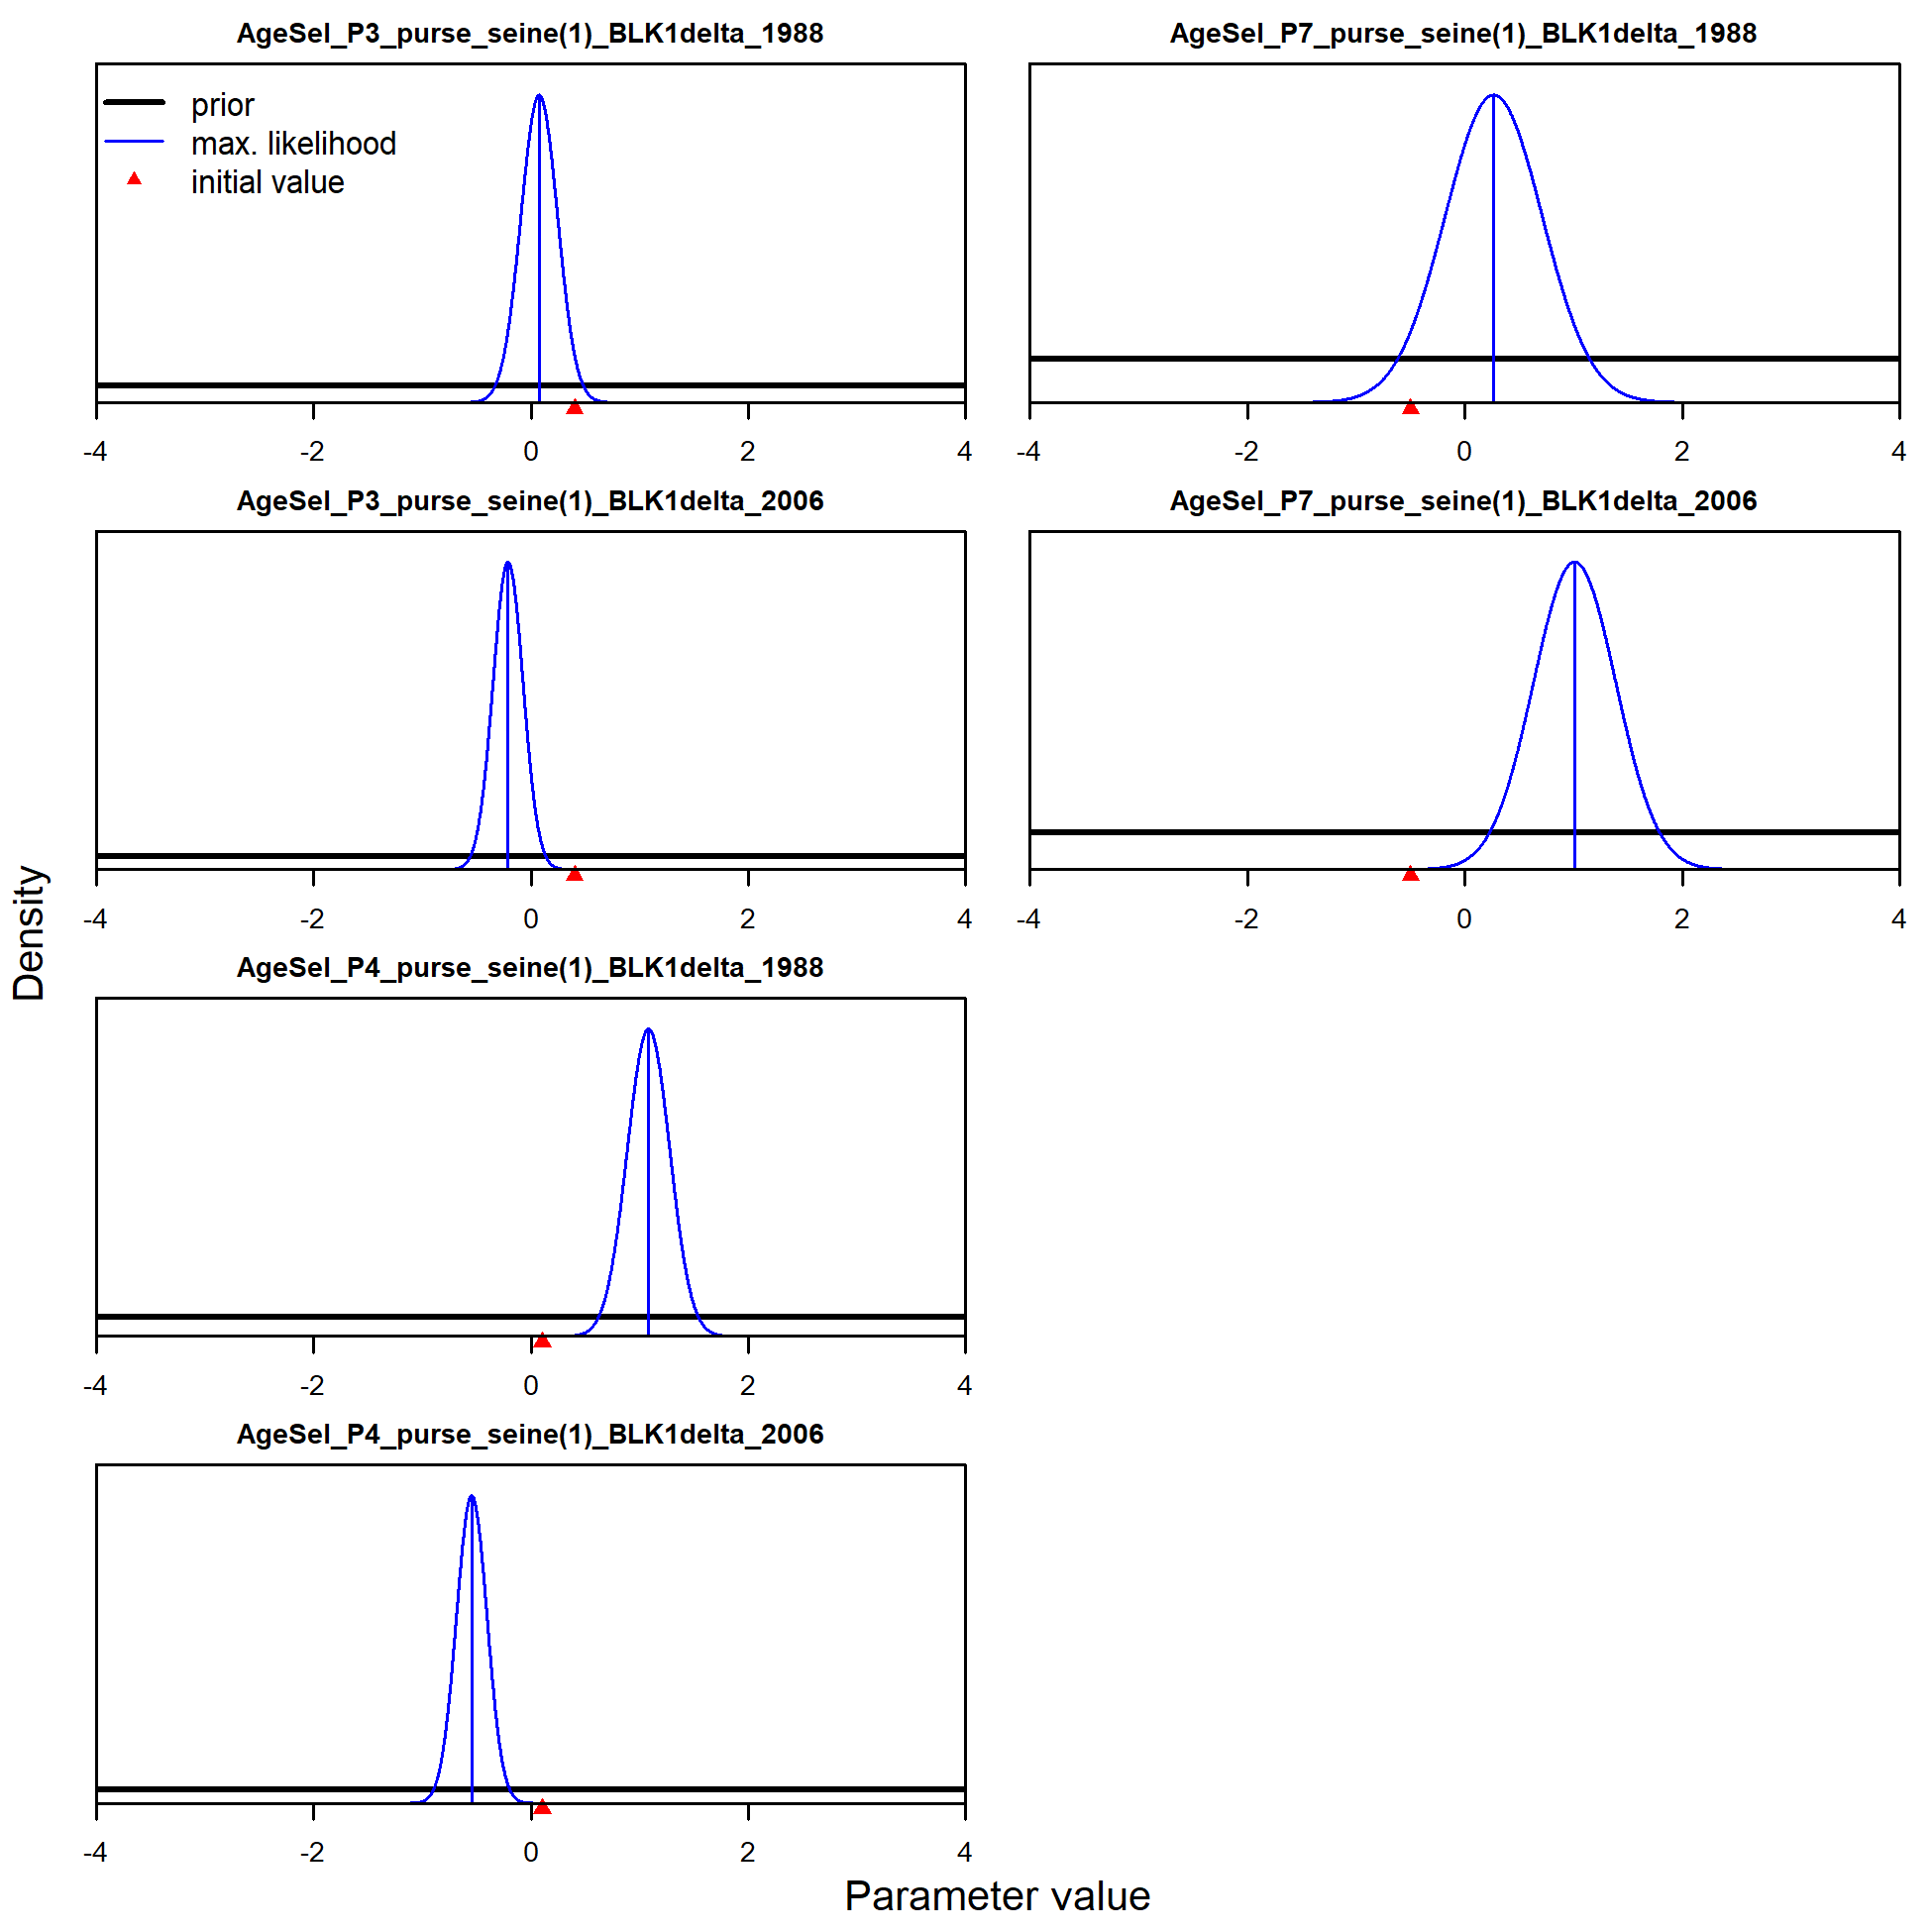 AgeSel_P3_purse_seine(1)_BLK1delta_1988
prior
max. likelihood
initial value
-4 -2 0 2 4
AgeSel_P3_purse_seine(1)_BLK1delta_2006
-4 -2 0 2 4
AgeSel_P4_purse_seine(1)_BLK1delta_1988
-4 -2 0 2 4
AgeSel_P4_purse_seine(1)_BLK1delta_2006
-4 -2 0 2 4
AgeSel_P7_purse_seine(1)_BLK1delta_1988
-4 -2 0 2 4
AgeSel_P7_purse_seine(1)_BLK1delta_2006
-4 -2 0 2 4
Density
Parameter value